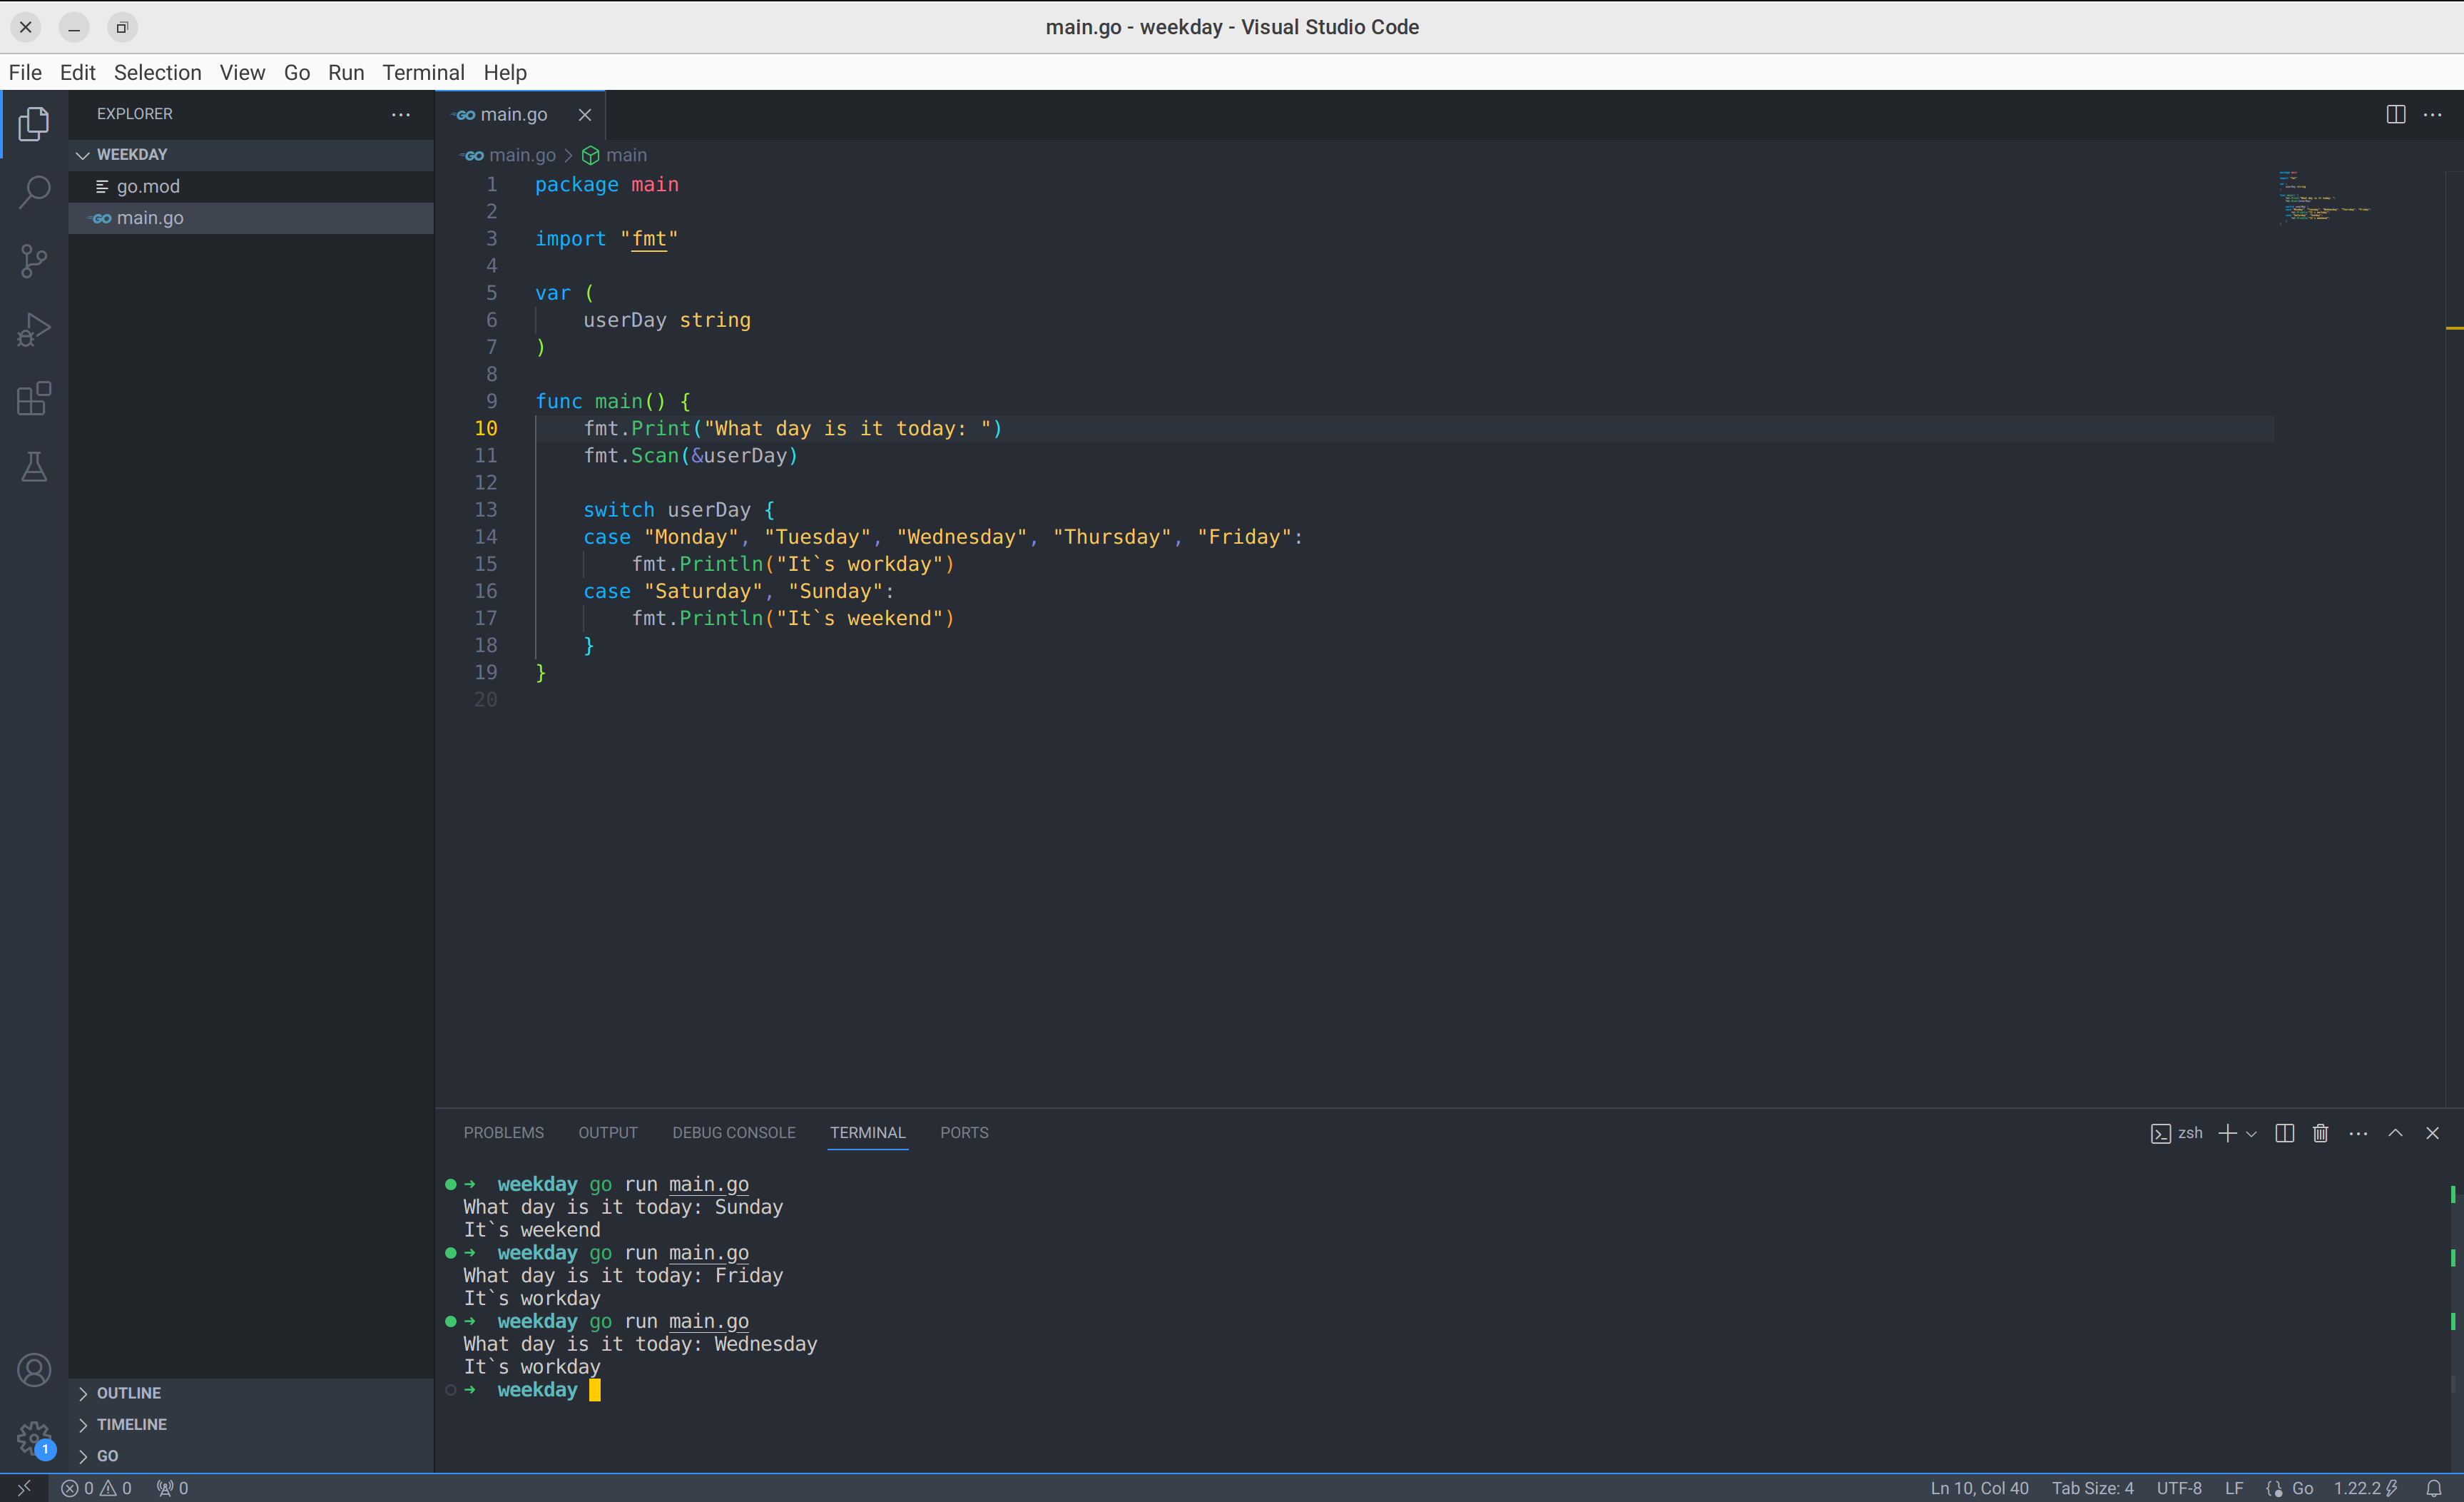 main.go - weekday - Visual Studio Code
File Edit Selection View Go Run Terminal Help
EXPLORER
WEEKDAY
go.mod
GO main.go
GO main.go
GO main.go > main
1 package main
2
3 import "fmt"
4
5 var (
6     userDay string
7 )
8
9 func main() {
10     fmt.Print("What day is it today: ")
11     fmt.Scan(&userDay)
12
13     switch userDay {
14     case "Monday", "Tuesday", "Wednesday", "Thursday", "Friday":
15         fmt.Println("It`s workday")
16     case "Saturday", "Sunday":
17         fmt.Println("It`s weekend")
18     }
19 }
20
PROBLEMS OUTPUT DEBUG CONSOLE TERMINAL PORTS
zsh
➜ weekday go run main.go
What day is it today: Sunday
It`s weekend
➜ weekday go run main.go
What day is it today: Friday
It`s workday
➜ weekday go run main.go
What day is it today: Wednesday
It`s workday
➜ weekday
OUTLINE
TIMELINE
GO
1
0 0 0
Ln 10, Col 40 Tab Size: 4 UTF-8 LF {} Go 1.22.2